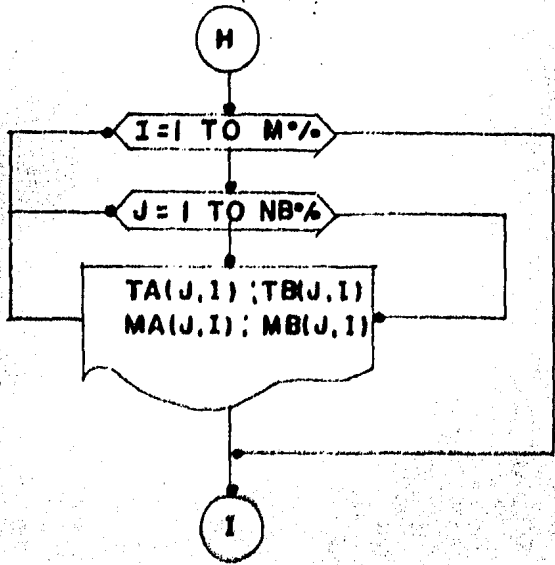 H
I=1 TO M%
J=1 TO NB%
TA(J,I);TB(J,I)
MA(J,I); MB(J,I)
I